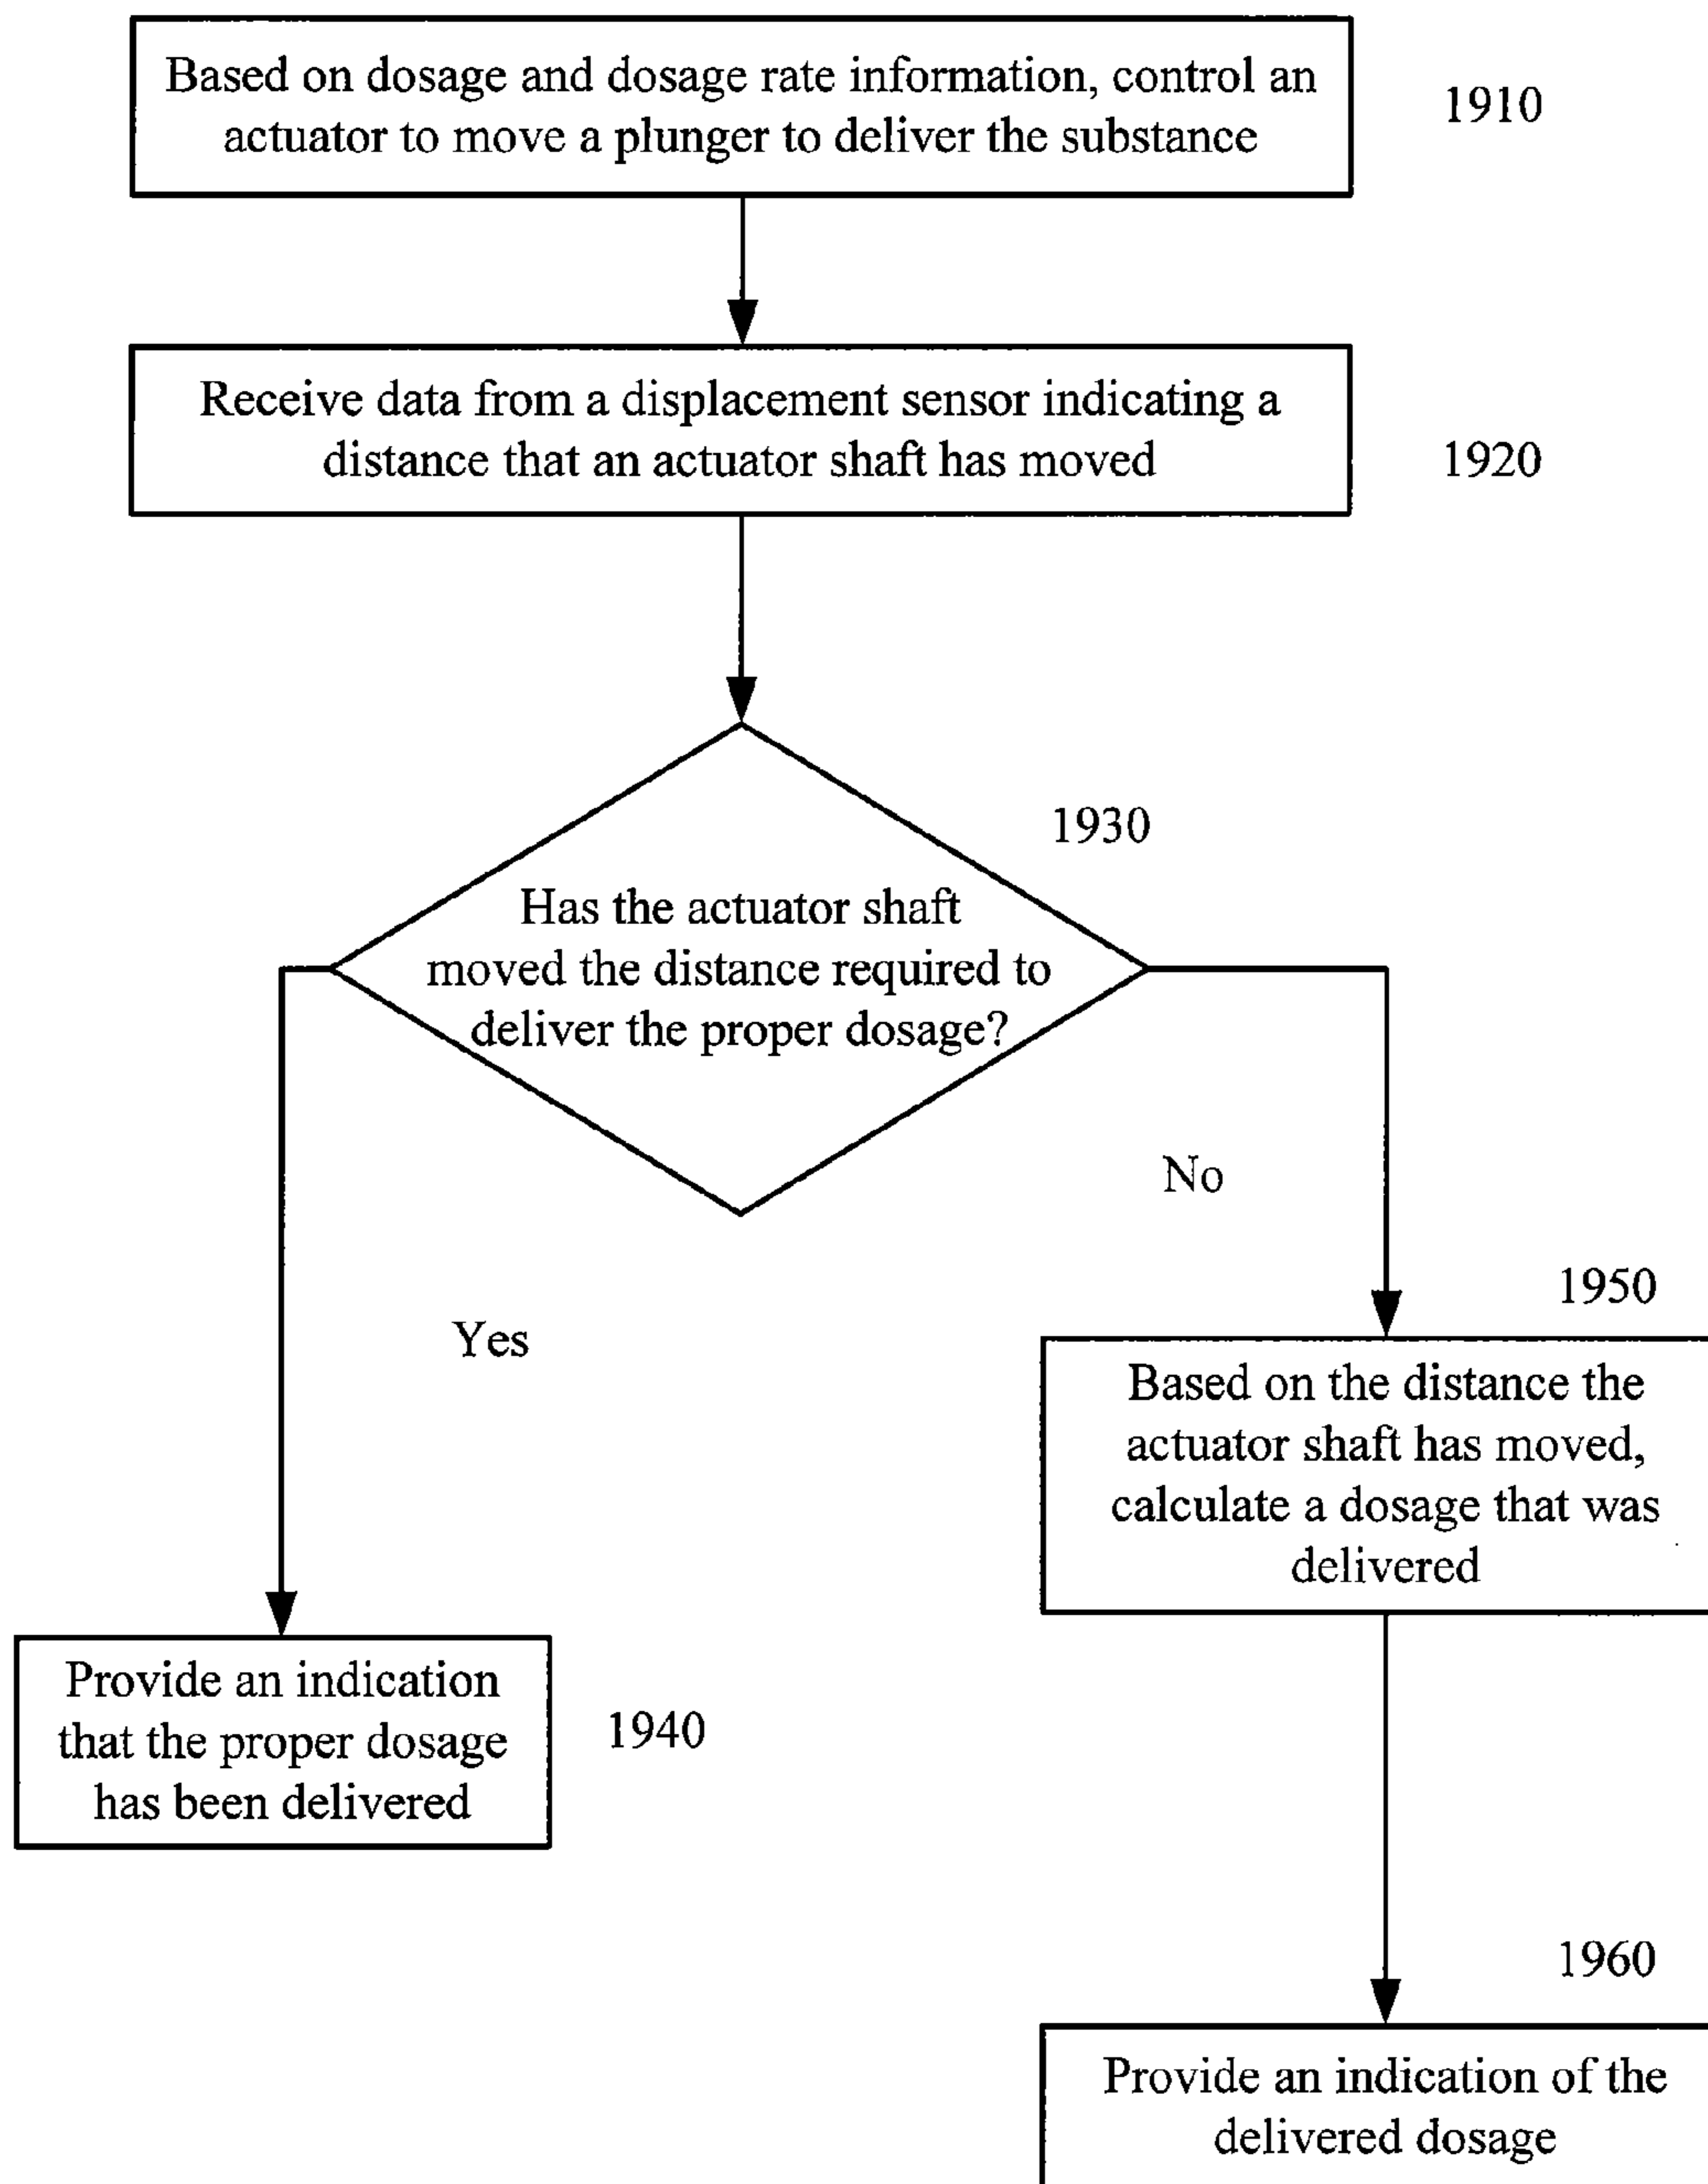 Based on dosage and dosage rate information, control an
actuator to move a plunger to deliver the substance
1910
Receive data from a displacement sensor indicating a
distance that an actuator shaft has moved
1920
1930
Has the actuator shaft
moved the distance required to
deliver the proper dosage?
No
Yes
1950
Based on the distance the
actuator shaft has moved,
calculate a dosage that was
delivered
Provide an indication
that the proper dosage
has been delivered
1940
1960
Provide an indication of the
delivered dosage